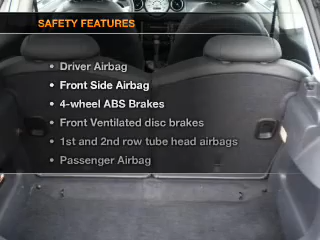 SAFETY FEATURES
• Driver Airbag
• Front Side Airbag
• 4-wheel ABS Brakes
• Front Ventilated disc brakes
• 1st and 2nd row tube head airbags
• Passenger Airbag